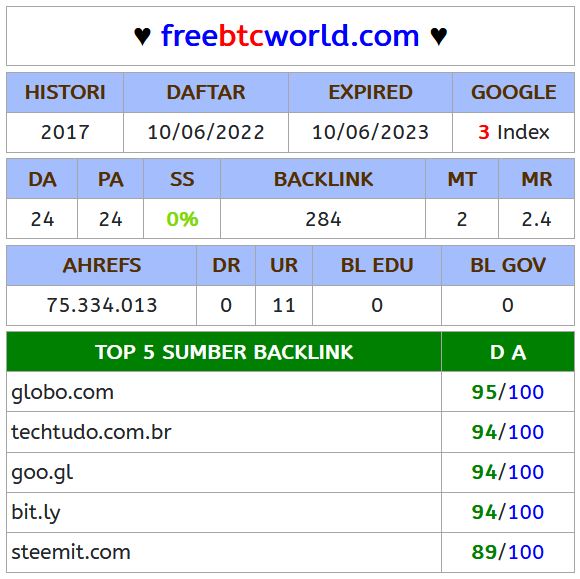 ♥ freebtcworld.com ♥
HISTORI DAFTAR EXPIRED GOOGLE
2017 10/06/2022 10/06/2023 3 Index
DA PA SS BACKLINK MT MR
24 24 0% 284 2 2.4
AHREFS DR UR BL EDU BL GOV
75.334.013 0 11 0 0
TOP 5 SUMBER BACKLINK D A
globo.com 95/100
techtudo.com.br 94/100
goo.gl 94/100
bit.ly 94/100
steemit.com 89/100